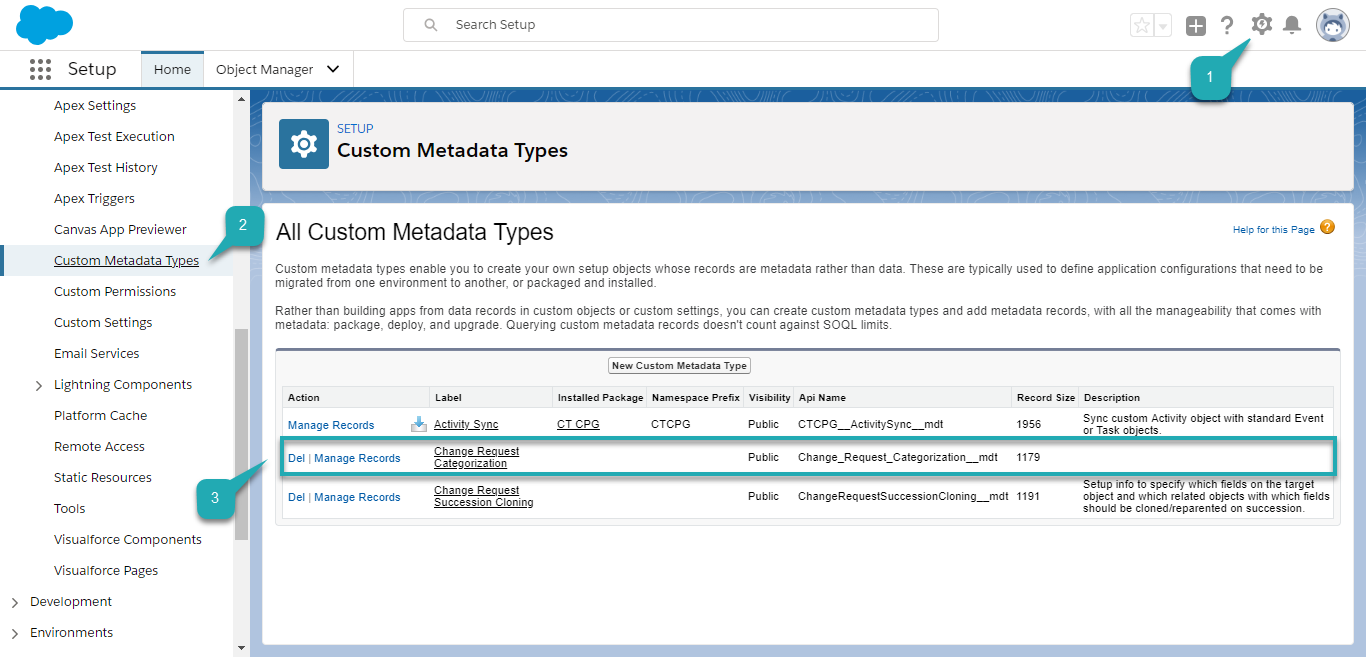 Search Setup
1
Setup
Home
Object Manager
Apex Settings
Apex Test Execution
Apex Test History
Apex Triggers
Canvas App Previewer
2
Custom Metadata Types
Custom Permissions
Custom Settings
Email Services
Lightning Components
Platform Cache
Remote Access
Static Resources
Tools
Visualforce Components
Visualforce Pages
Development
Environments
SETUP
Custom Metadata Types
All Custom Metadata Types
Help for this Page ?
Custom metadata types enable you to create your own setup objects whose records are metadata rather than data. These are typically used to define application configurations that need to be
migrated from one environment to another, or packaged and installed.
Rather than building apps from data records in custom objects or custom settings, you can create custom metadata types and add metadata records, with all the manageability that comes with
metadata: package, deploy, and upgrade. Querying custom metadata records doesn't count against SOQL limits.
New Custom Metadata Type
Action Label Installed Package Namespace Prefix Visibility Api Name Record Size Description
Manage Records Activity Sync CT CPG CTCPG Public CTCPG__ActivitySync__mdt 1956 Sync custom Activity object with standard Event
or Task objects.
Del | Manage Records Change Request
Categorization Public Change_Request_Categorization__mdt 1179
3
Del | Manage Records Change Request
Succession Cloning Public ChangeRequestSuccessionCloning__mdt 1191 Setup info to specify which fields on the target
object and which related objects with which fields
should be cloned/reparented on succession.